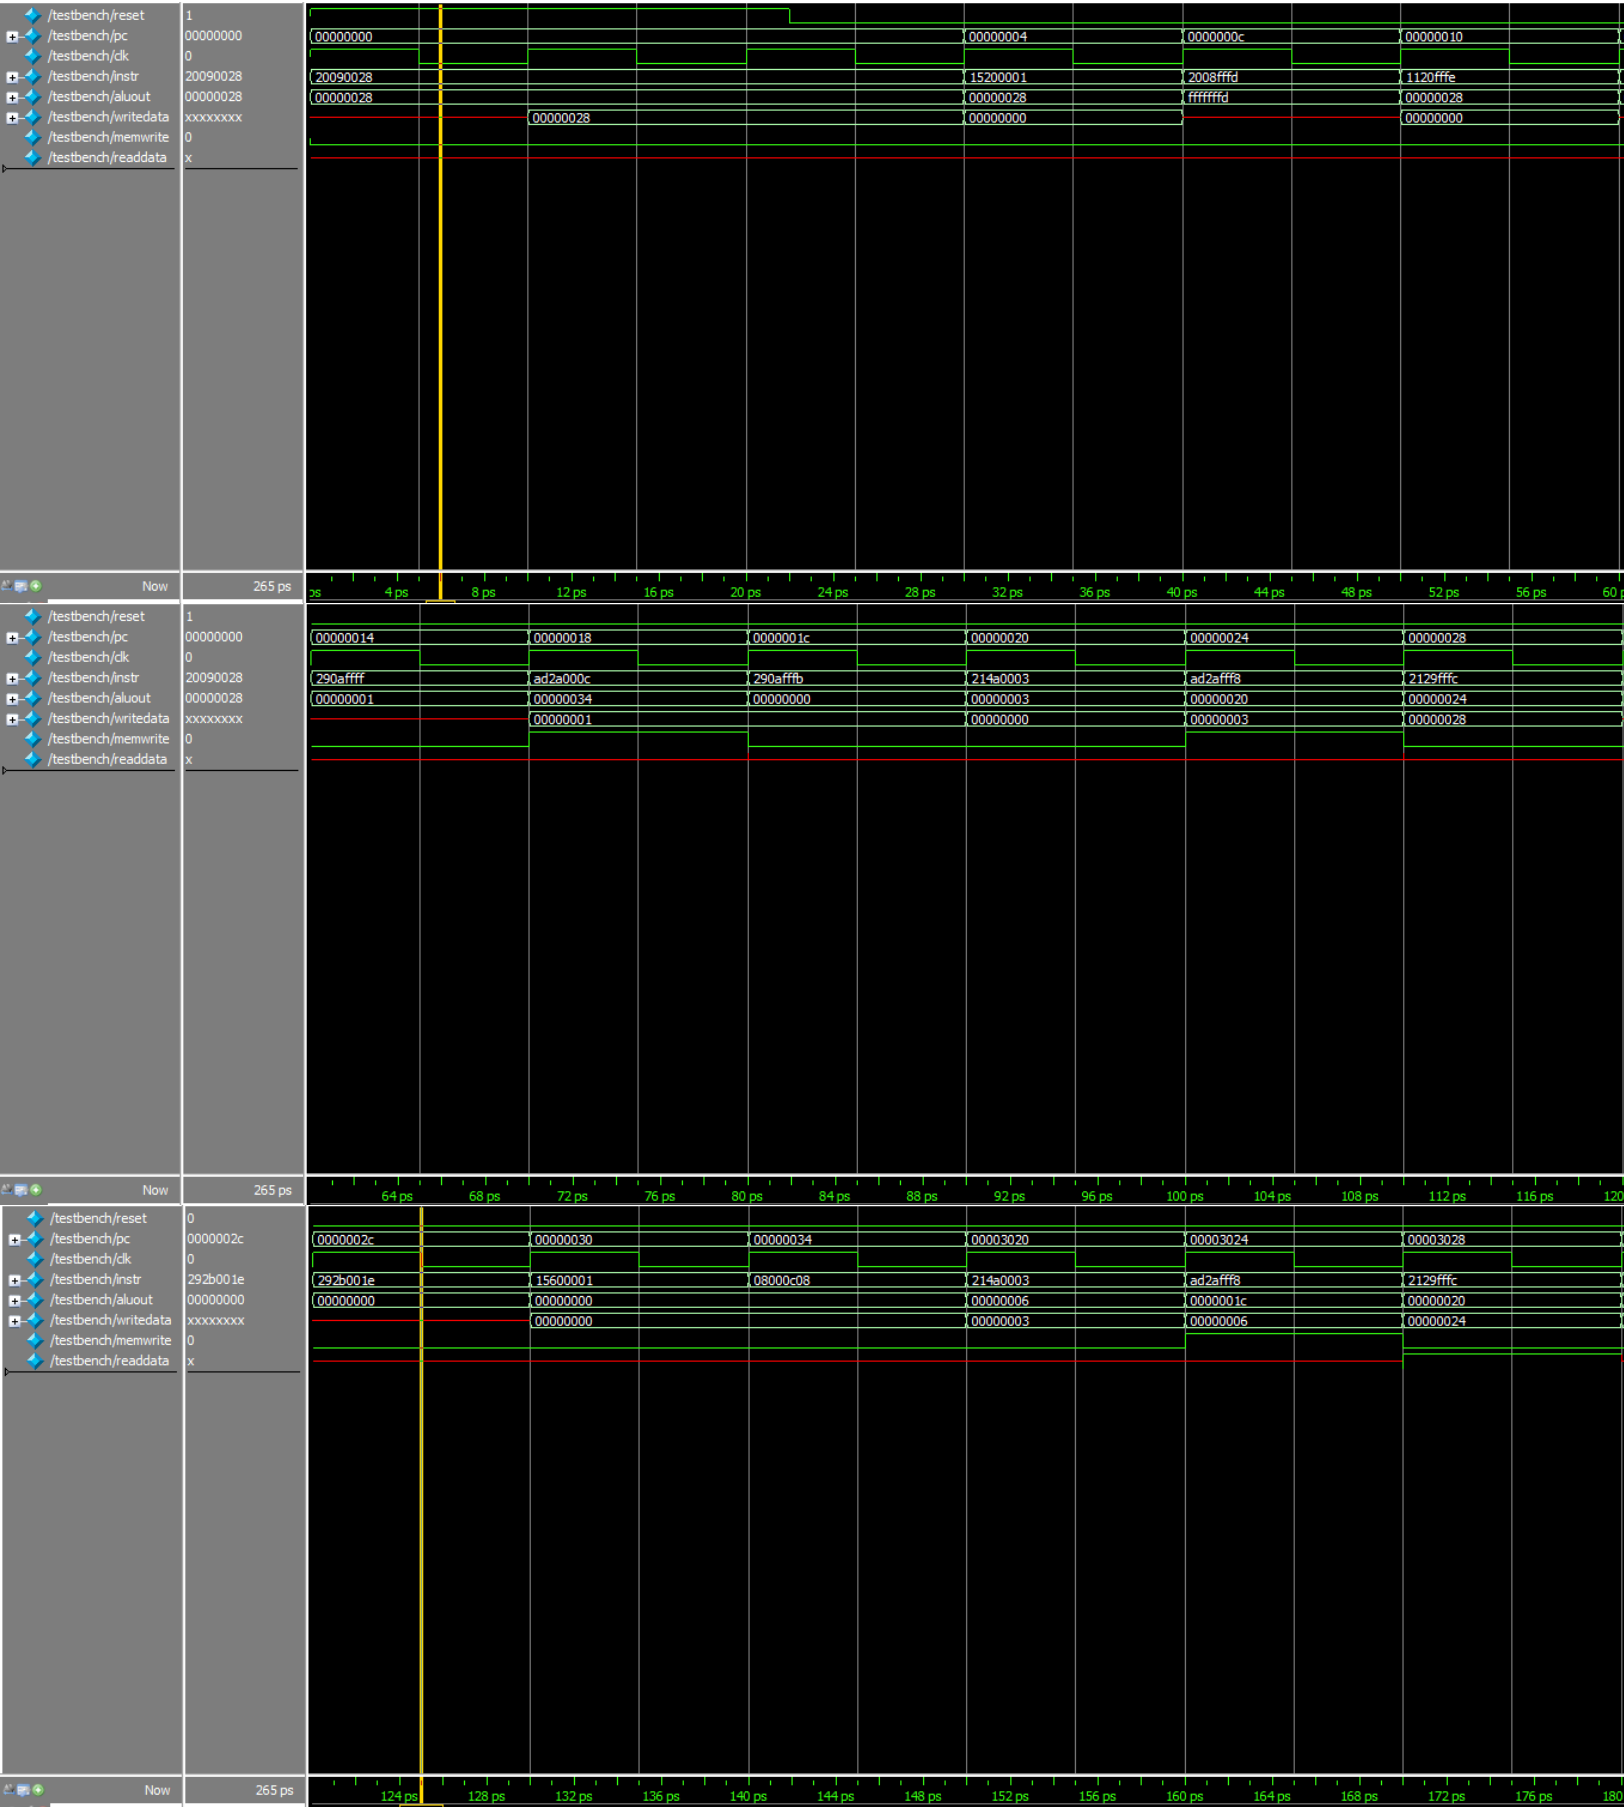 /testbench/reset 1
/testbench/pc 00000000 00000000 00000004 0000000c 00000010
/testbench/clk 0
/testbench/instr 20090028 20090028 15200001 2008fffd 1120fffe
/testbench/aluout 00000028 00000028 00000028 fffffffd 00000028
/testbench/writedata xxxxxxxx 00000028 00000000 00000000
/testbench/memwrite 0
/testbench/readdata x
Now 265 ps
4 ps 8 ps 12 ps 16 ps 20 ps 24 ps 28 ps 32 ps 36 ps 40 ps 44 ps 48 ps 52 ps 56 ps 60
/testbench/reset 1
/testbench/pc 00000000 00000014 00000018 0000001c 00000020 00000024 00000028
/testbench/clk 0
/testbench/instr 20090028 290affff ad2a000c 290afffb 214a0003 ad2afff8 2129fffc
/testbench/aluout 00000028 00000001 00000034 00000000 00000003 00000020 00000024
/testbench/writedata xxxxxxxx 00000001 00000000 00000003 00000028
/testbench/memwrite 0
/testbench/readdata x
Now 265 ps
64 ps 68 ps 72 ps 76 ps 80 ps 84 ps 88 ps 92 ps 96 ps 100 ps 104 ps 108 ps 112 ps 116 ps 120
/testbench/reset 0
/testbench/pc 0000002c 0000002c 00000030 00000034 00003020 00003024 00003028
/testbench/clk 0
/testbench/instr 292b001e 292b001e 15600001 08000c08 214a0003 ad2afff8 2129fffc
/testbench/aluout 00000000 00000000 00000000 00000006 0000001c 00000020
/testbench/writedata xxxxxxxx 00000000 00000003 00000006 00000024
/testbench/memwrite 0
/testbench/readdata x
Now 265 ps
124 ps 128 ps 132 ps 136 ps 140 ps 144 ps 148 ps 152 ps 156 ps 160 ps 164 ps 168 ps 172 ps 176 ps 180